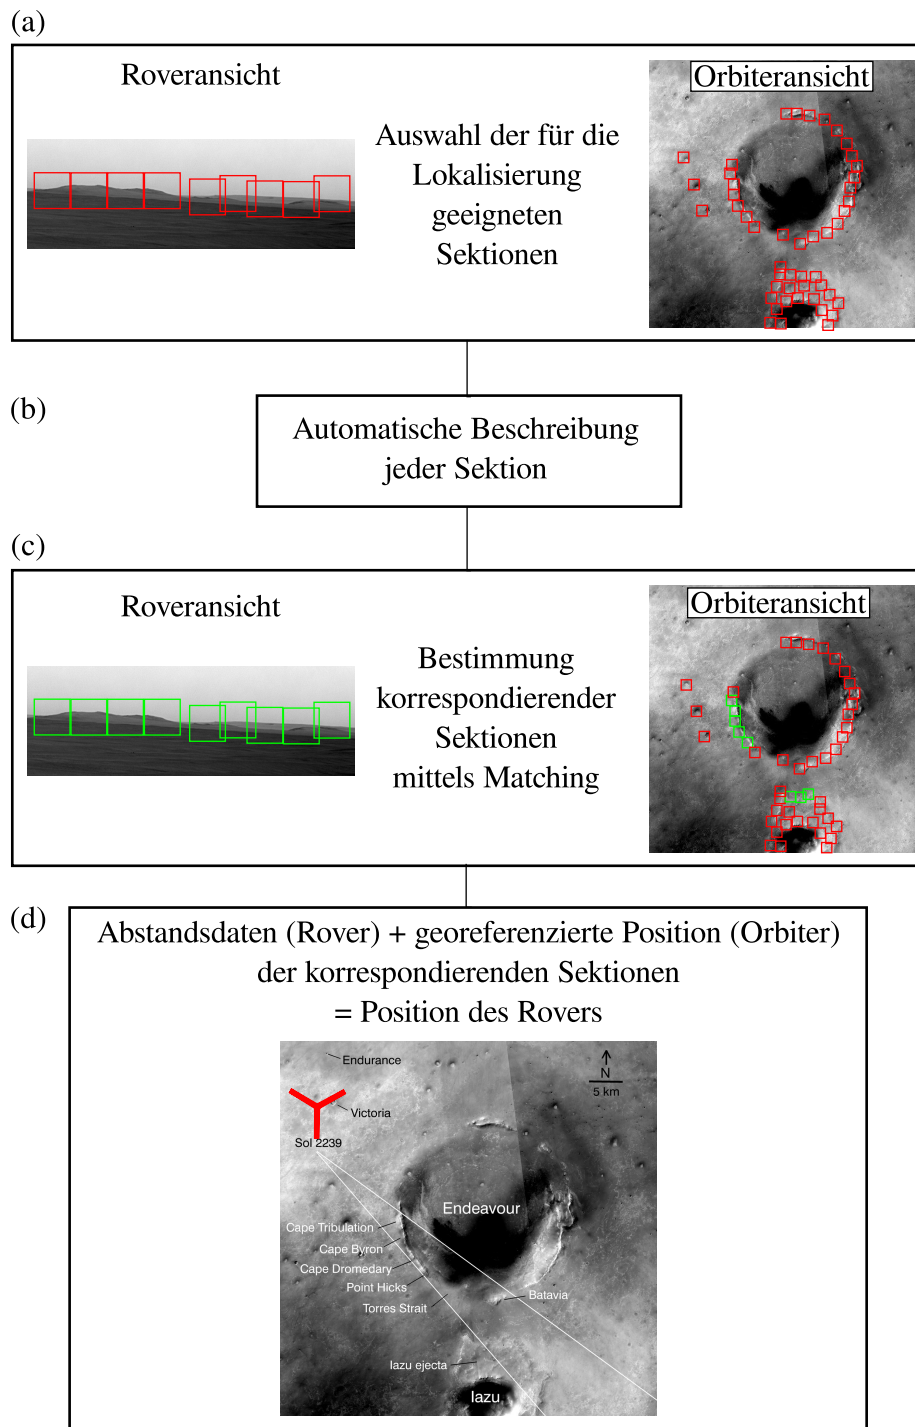 (a)
Roveransicht
Orbiteransicht
Auswahl der für die
Lokalisierung
geeigneten
Sektionen
(b)
Automatische Beschreibung
jeder Sektion
(c)
Roveransicht
Orbiteransicht
Bestimmung
korrespondierender
Sektionen
mittels Matching
(d)
Abstandsdaten (Rover) + georeferenzierte Position (Orbiter)
der korrespondierenden Sektionen
= Position des Rovers
Endurance
N
5 km
Victoria
Sol 2239
Endeavour
Cape Tribulation
Cape Byron
Cape Dromedary
Point Hicks
Batavia
Torres Strait
Iazu ejecta
Iazu